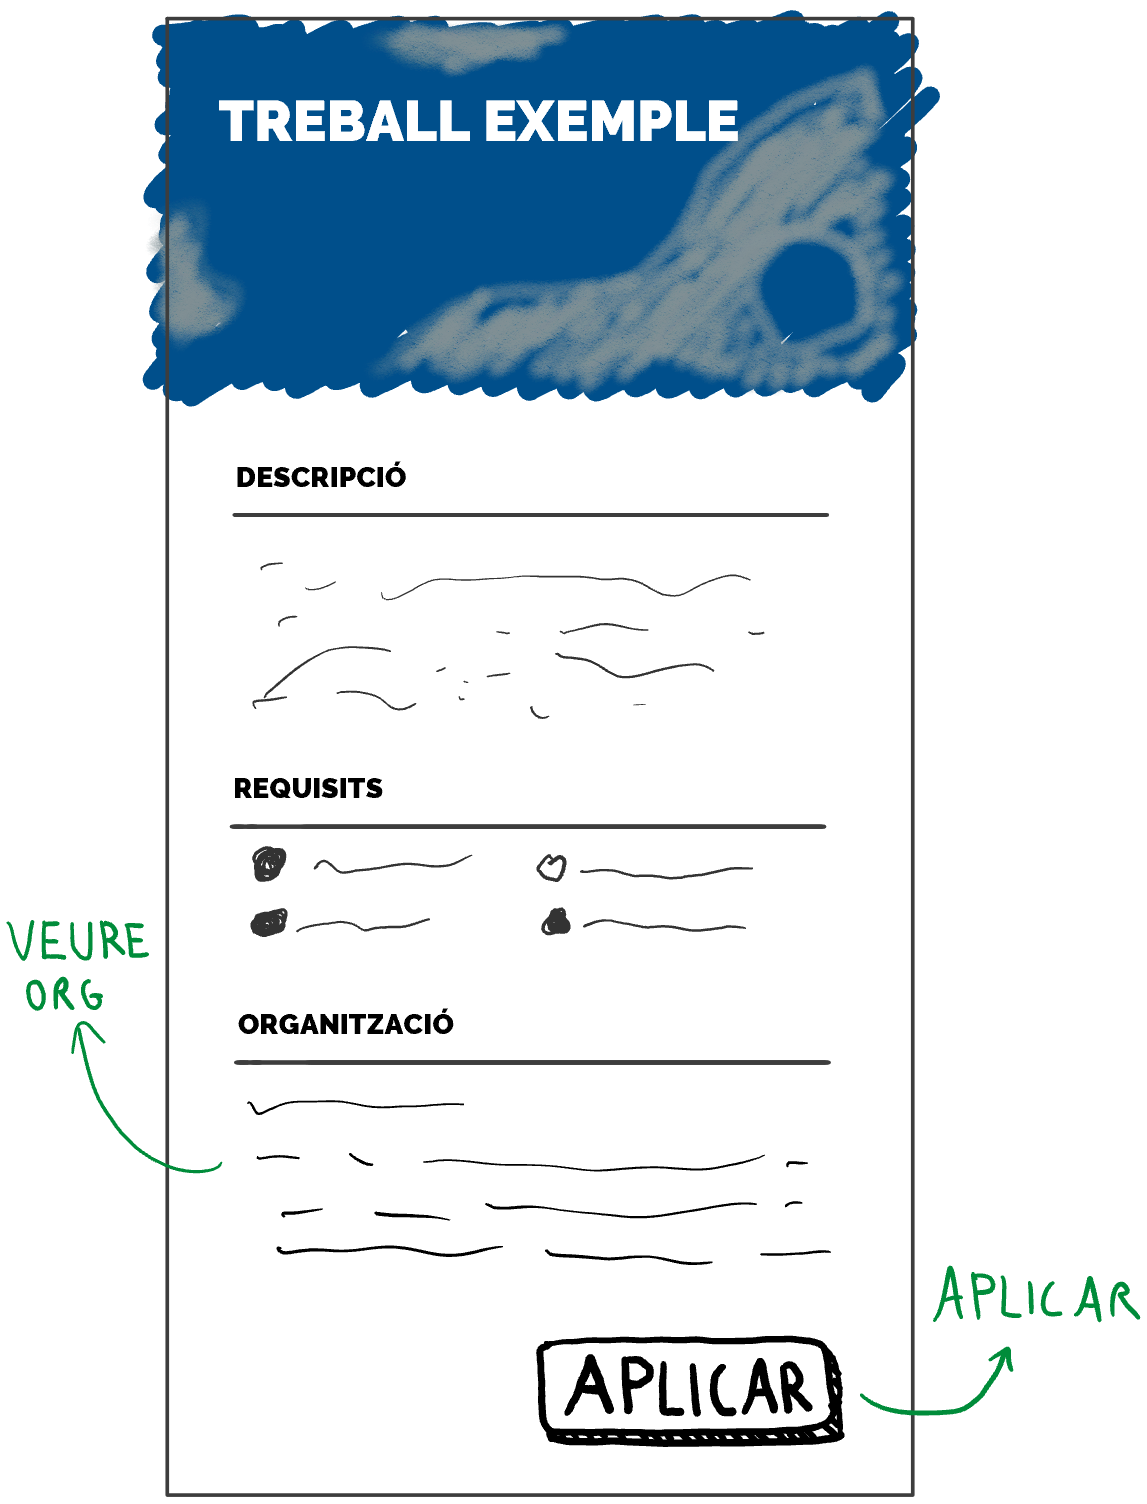 TREBALL EXEMPLE
DESCRIPCIÓ
REQUISITS
VEURE
ORG
ORGANITZACIÓ
APLICAR
APLICAR